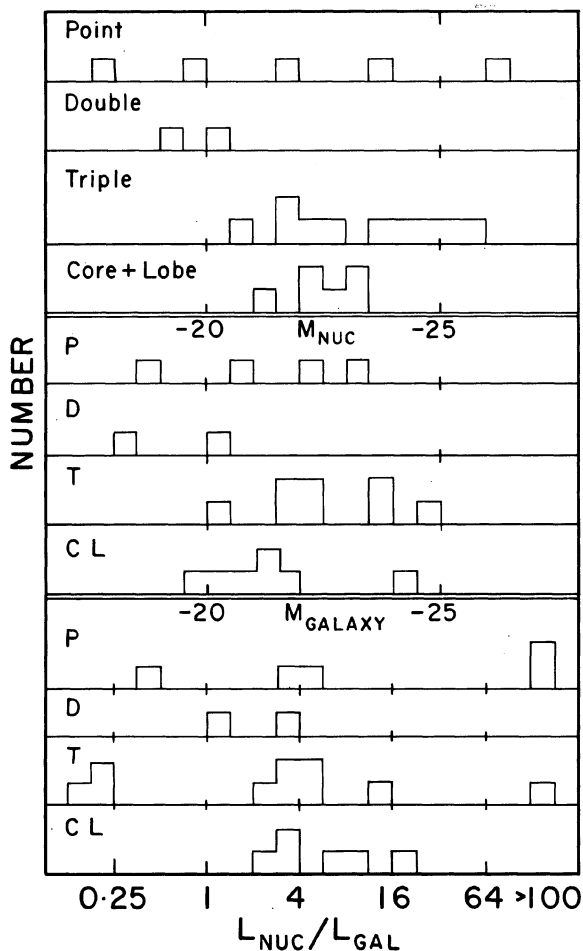 Point
Double
Triple
Core + Lobe
-20 M_NUC -25
P
D
T
C L
-20 M_GALAXY -25
P
D
T
C L
0·25 1 4 16 64 >100
L_NUC/L_GAL
NUMBER